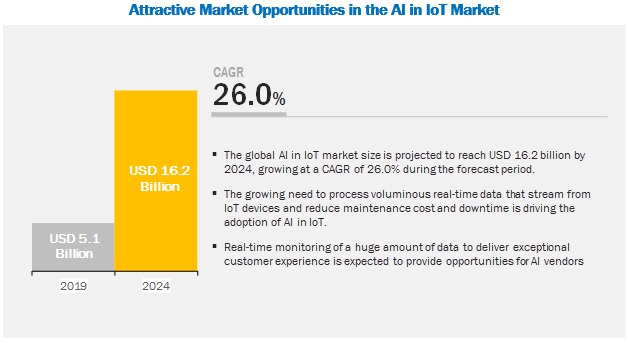 Attractive Market Opportunities in the AI in IoT Market
CAGR
26.0%
USD 16.2
Billion
USD 5.1
Billion
2019
2024
▪ The global AI in IoT market size is projected to reach USD 16.2 billion by
2024, growing at a CAGR of 26.0% during the forecast period.
▪ The growing need to process voluminous real-time data that stream from
IoT devices and reduce maintenance cost and downtime is driving the
adoption of AI in IoT.
▪ Real-time monitoring of a huge amount of data to deliver exceptional
customer experience is expected to provide opportunities for AI vendors